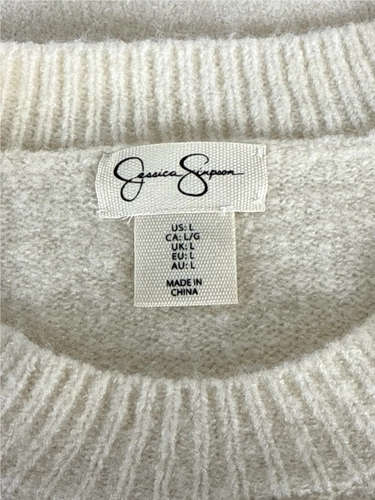 Jessica Simpson
US: L
CA: L/G
UK: L
EU: L
AU: L
MADE IN
CHINA